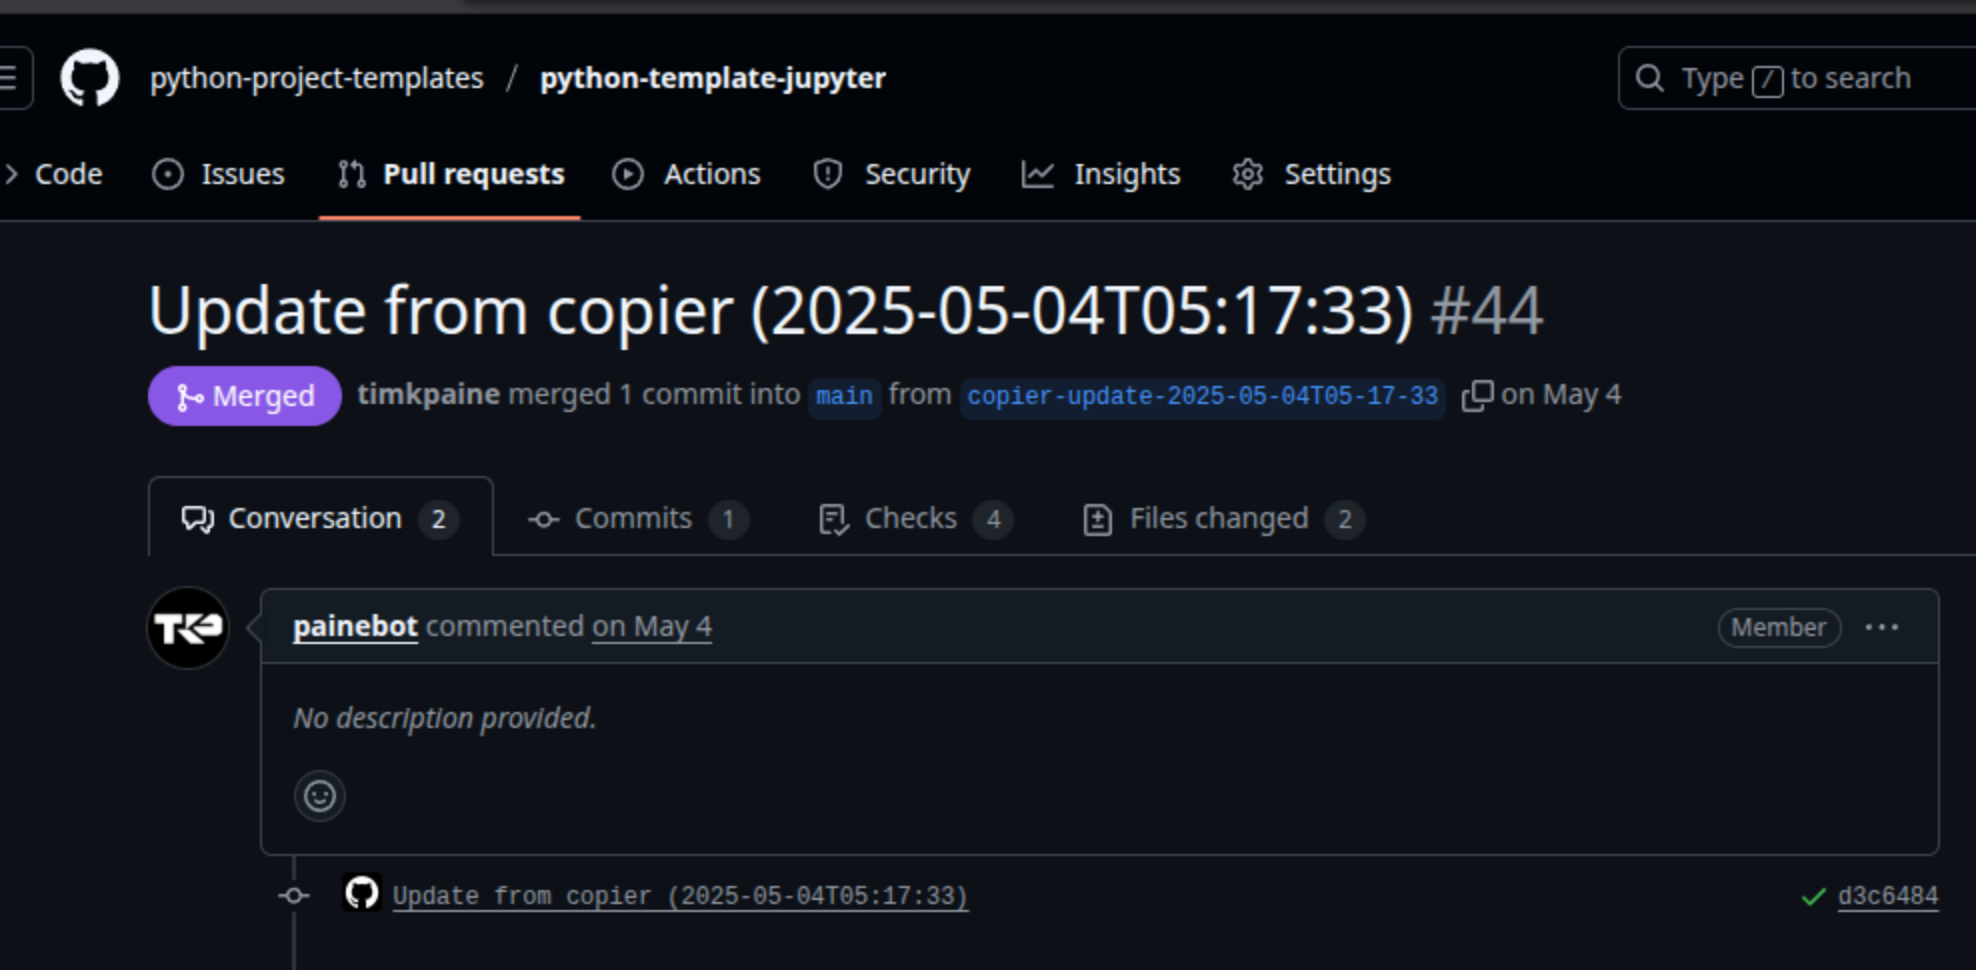 python-project-templates / python-template-jupyter
Type / to search
Code Issues Pull requests Actions Security Insights Settings
Update from copier (2025-05-04T05:17:33) #44
Merged timkpaine merged 1 commit into main from copier-update-2025-05-04T05-17-33 on May 4
Conversation 2 Commits 1 Checks 4 Files changed 2
TKP
painebot commented on May 4
Member ...
No description provided.
Update from copier (2025-05-04T05:17:33)
d3c6484